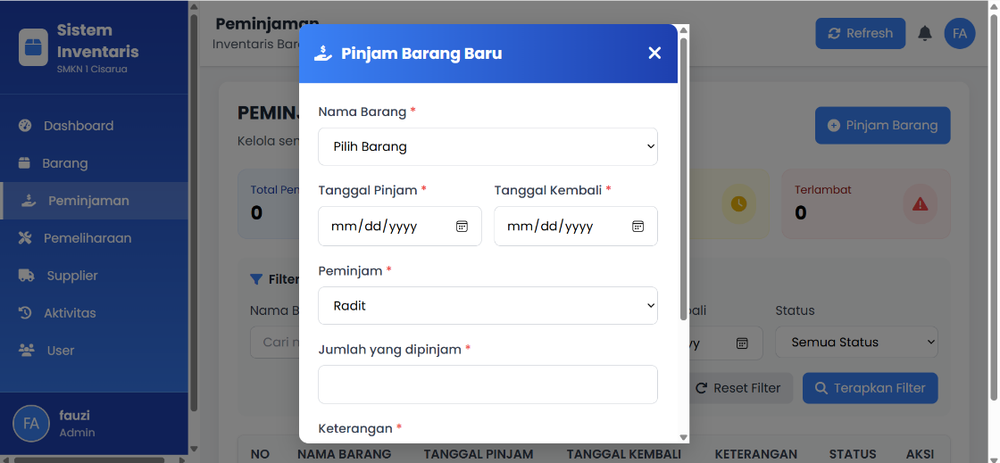 Sistem
Inventaris
SMKN 1 Cisarua
Dashboard
Barang
Peminjaman
Pemeliharaan
Supplier
Aktivitas
User
FA
fauzi
Admin
Peminjaman
Inventaris Bar
Refresh
FA
PEMINJ
Kelola sem
Pinjam Barang
Total Pem
0
Terlambat
0
Filter
Nama B
Cari n
bali
yy
Status
Semua Status
Reset Filter
Terapkan Filter
NO NAMA BARANG TANGGAL PINJAM TANGGAL KEMBALI KETERANGAN STATUS AKSI
Pinjam Barang Baru
Nama Barang *
Pilih Barang
Tanggal Pinjam * Tanggal Kembali *
mm/dd/yyyy mm/dd/yyyy
Peminjam *
Radit
Jumlah yang dipinjam *
Keterangan *